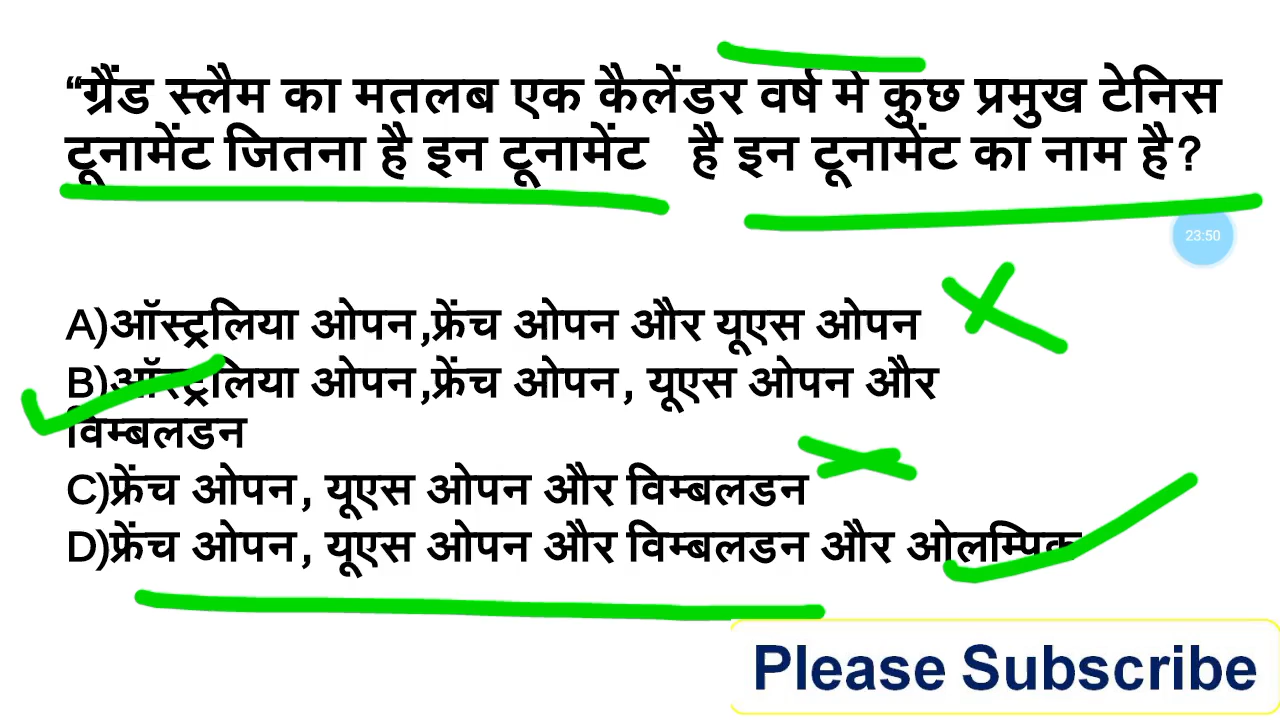 “ग्रैंड स्लैम का मतलब एक कैलेंडर वर्ष मे कुछ प्रमुख टेनिस
टूनामेंट जितना है इन टूनामेंट है इन टूनामेंट का नाम है?
23:50
A)ऑस्ट्रलिया ओपन,फ्रेंच ओपन और यूएस ओपन
B)ऑस्ट्रलिया ओपन,फ्रेंच ओपन, यूएस ओपन और
विम्बलडन
C)फ्रेंच ओपन, यूएस ओपन और विम्बलडन
D)फ्रेंच ओपन, यूएस ओपन और विम्बलडन और ओलम्पिक
Please Subscribe